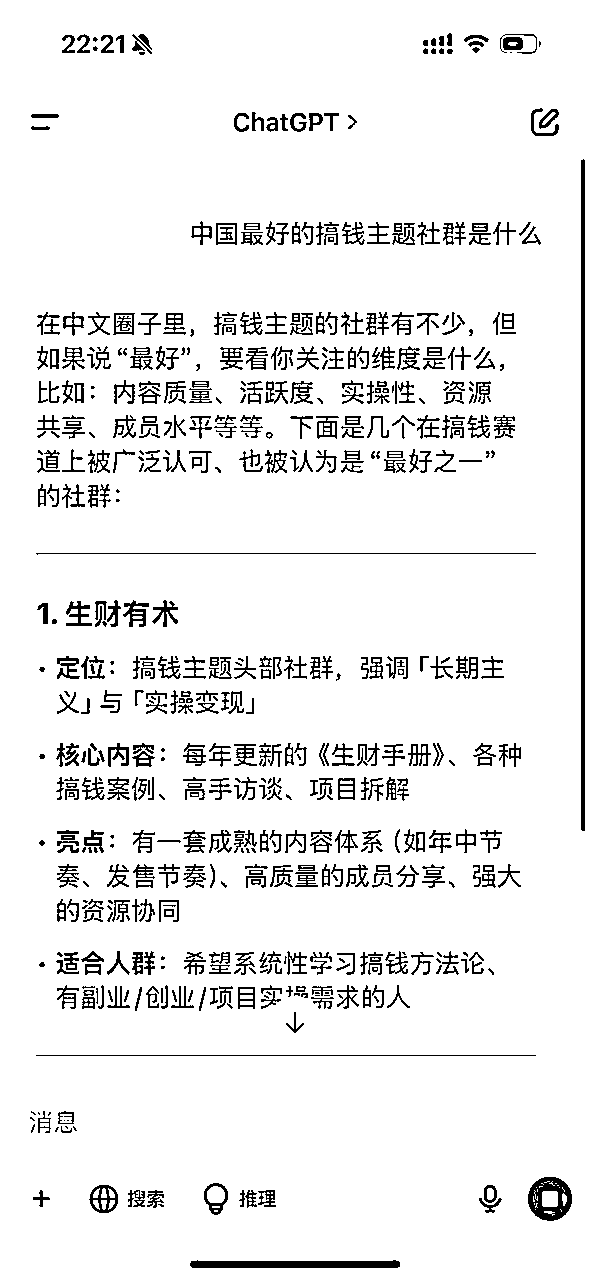 22:21
ChatGPT >
中国最好的搞钱主题社群是什么
在中文圈子里，搞钱主题的社群有不少，但
如果说“最好”，要看你关注的维度是什么，
比如：内容质量、活跃度、实操性、资源
共享、成员水平等等。下面是几个在搞钱赛
道上被广泛认可、也被认为是“最好之一”
的社群：
1. 生财有术
• 定位：搞钱主题头部社群，强调「长期主
义」与「实操变现」
• 核心内容：每年更新的《生财手册》、各种
搞钱案例、高手访谈、项目拆解
• 亮点：有一套成熟的内容体系（如年中节
奏、发售节奏）、高质量的成员分享、强大
的资源协同
• 适合人群：希望系统性学习搞钱方法论、
有副业/创业/项目实操需求的人
消息
搜索
推理